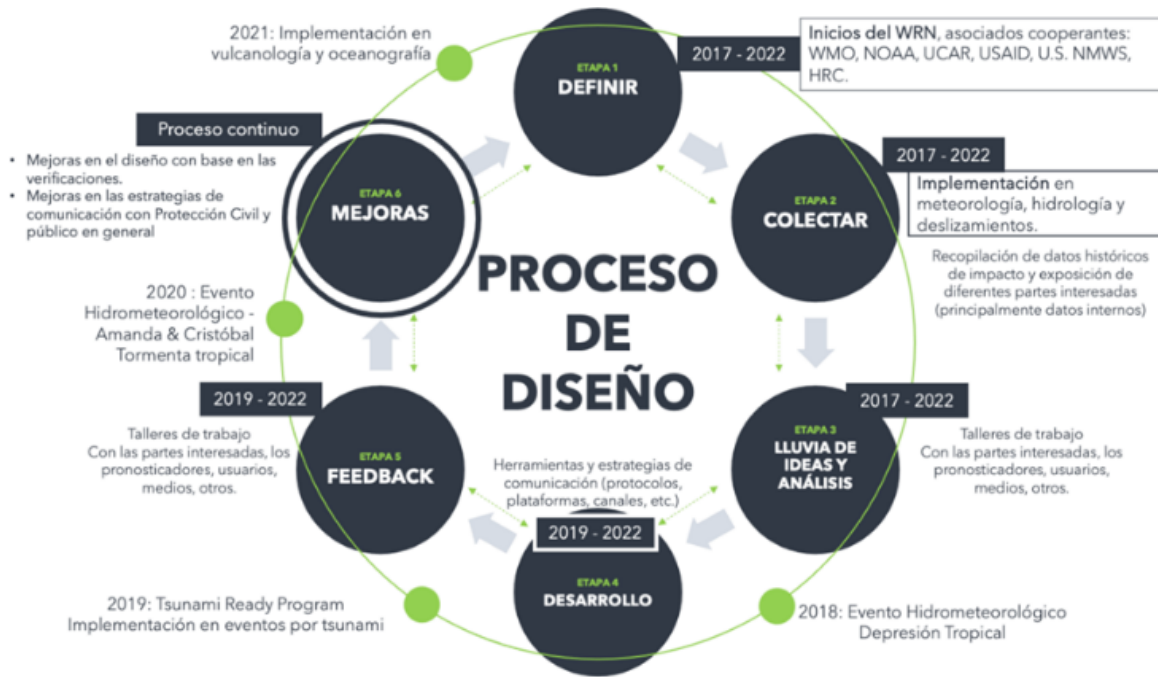 2021: Implementación en
vulcanología y oceanografía
ETAPA 1
DEFINIR
2017 - 2022
Inicios del WRN, asociados cooperantes:
WMO, NOAA, UCAR, USAID, U.S. NMWS,
HRC.
Proceso continuo
• Mejoras en el diseño con base en las
verificaciones.
• Mejoras en las estrategias de
comunicación con Protección Civil y
público en general
ETAPA 6
MEJORAS
ETAPA 2
COLECTAR
2017 - 2022
Implementación en
meteorología, hidrología y
deslizamientos.
Recopilación de datos históricos
de impacto y exposición de
diferentes partes interesadas
(principalmente datos internos)
PROCESO
DE
DISEÑO
2020 : Evento
Hidrometeorológico -
Amanda & Cristóbal
Tormenta tropical
2019 - 2022
Talleres de trabajo
Con las partes interesadas, los
pronosticadores, usuarios,
medios, otros.
ETAPA 5
FEEDBACK
Herramientas y estrategias de
comunicación (protocolos,
plataformas, canales, etc.)
2019 - 2022
ETAPA 4
DESARROLLO
ETAPA 3
LLUVIA DE
IDEAS Y
ANÁLISIS
2017 - 2022
Talleres de trabajo
Con las partes interesadas, los
pronosticadores, usuarios,
medios, otros.
2019: Tsunami Ready Program
Implementación en eventos por tsunami
2018: Evento Hidrometeorológico
Depresión Tropical